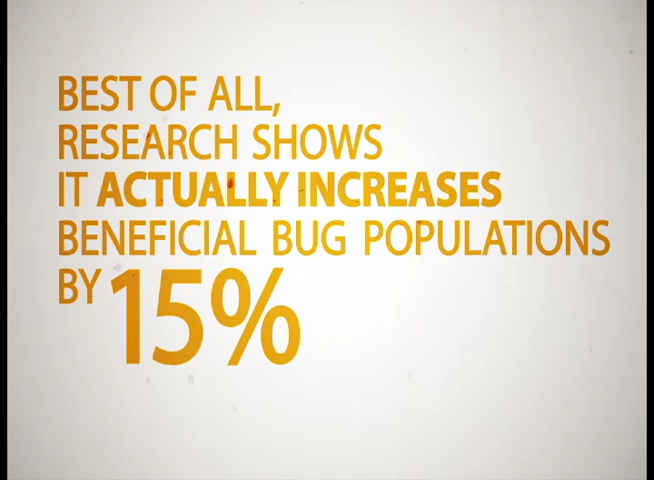 BEST OF ALL,
RESEARCH SHOWS
IT ACTUALLY INCREASES
BENEFICIAL BUG POPULATIONS
BY 15%